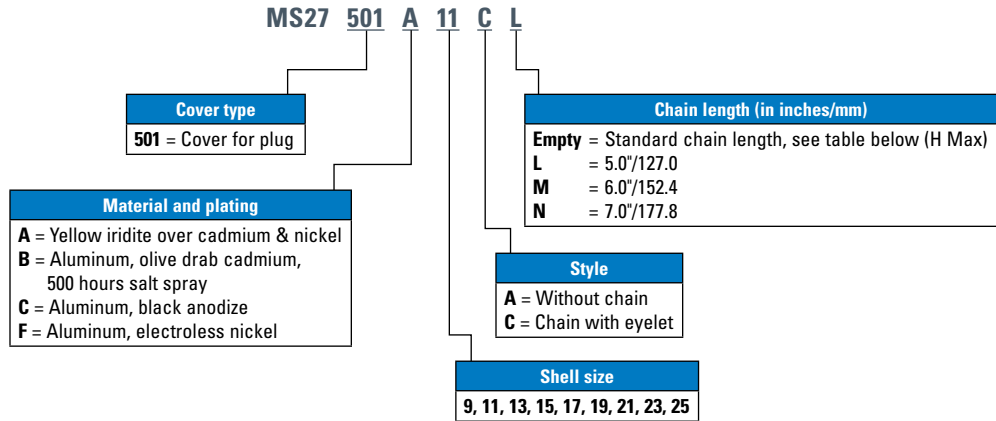 MS27 501 A 11 C L
Cover type
501 = Cover for plug
Chain length (in inches/mm)
Empty = Standard chain length, see table below (H Max)
L = 5.0"/127.0
M = 6.0"/152.4
N = 7.0"/177.8
Material and plating
A = Yellow iridite over cadmium & nickel
B = Aluminum, olive drab cadmium,
500 hours salt spray
C = Aluminum, black anodize
F = Aluminum, electroless nickel
Style
A = Without chain
C = Chain with eyelet
Shell size
9, 11, 13, 15, 17, 19, 21, 23, 25